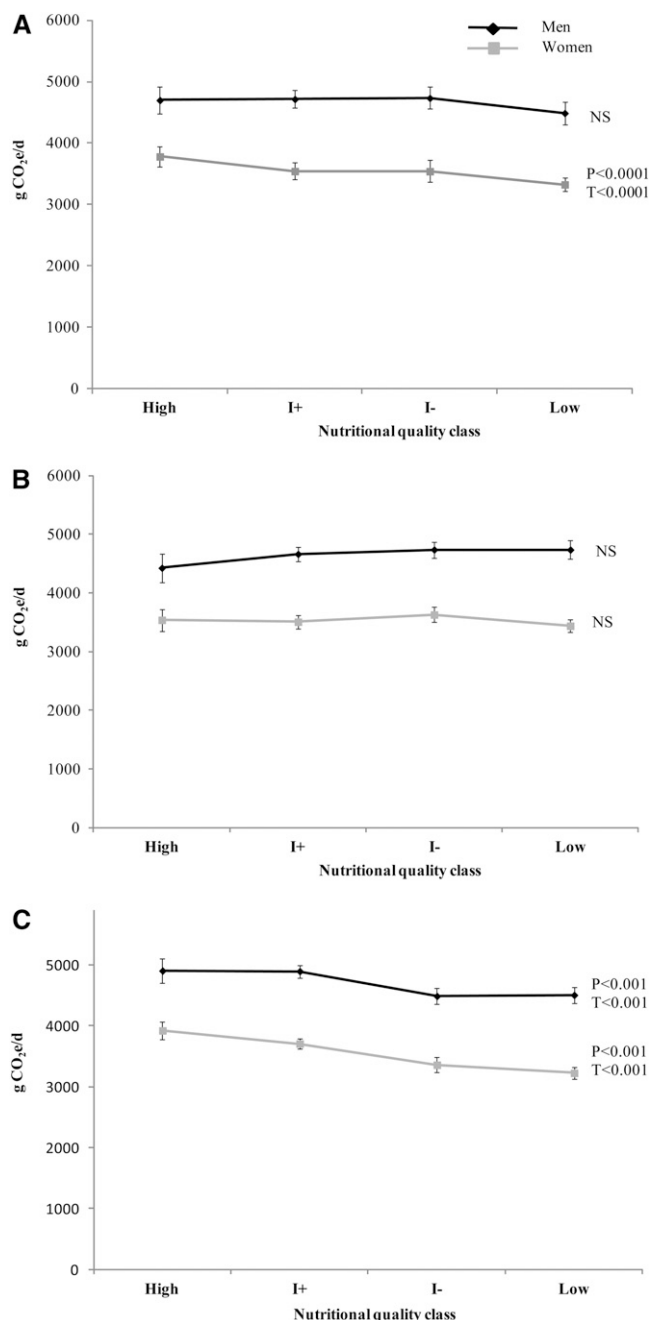 A
Men
Women
6000
5000
4000
3000
2000
1000
0
g CO₂e/d
NS
P<0.0001
T<0.0001
High I+ I- Low
Nutritional quality class
B
6000
5000
4000
3000
2000
1000
0
g CO₂e/d
NS
NS
High I+ I- Low
Nutritional quality class
C
5000
4000
3000
2000
1000
0
g CO₂e/d
P<0.001
T<0.001
P<0.001
T<0.001
High I+ I- Low
Nutritional quality class